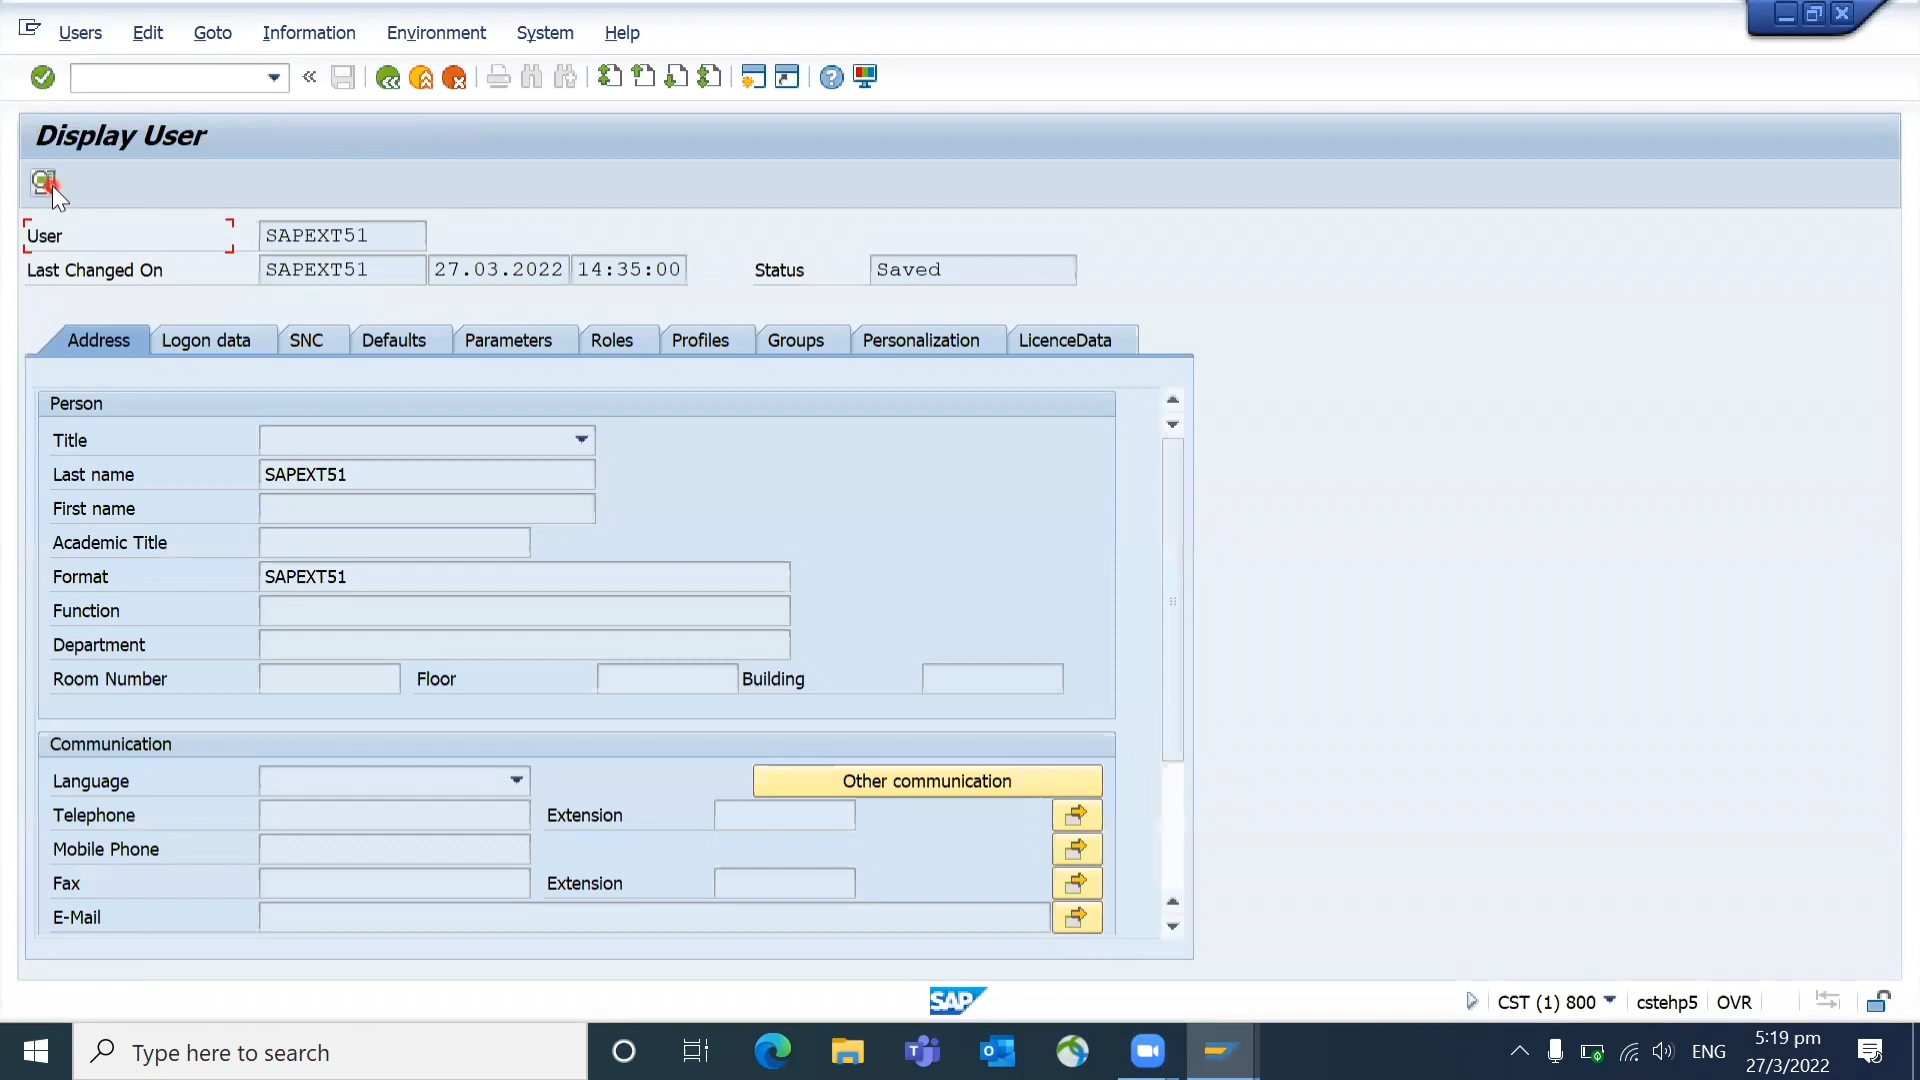 Users Edit Goto Information Environment System Help
Display User
User SAPEXT51
Last Changed On SAPEXT51 27.03.2022 14:35:00 Status Saved
Address Logon data SNC Defaults Parameters Roles Profiles Groups Personalization LicenceData
Person
Title
Last name SAPEXT51
First name
Academic Title
Format SAPEXT51
Function
Department
Room Number Floor Building
Communication
Language Other communication
Telephone Extension
Mobile Phone
Fax Extension
E-Mail
SAP CST (1) 800 cstehp5 OVR
Type here to search ENG 5:19 pm
27/3/2022